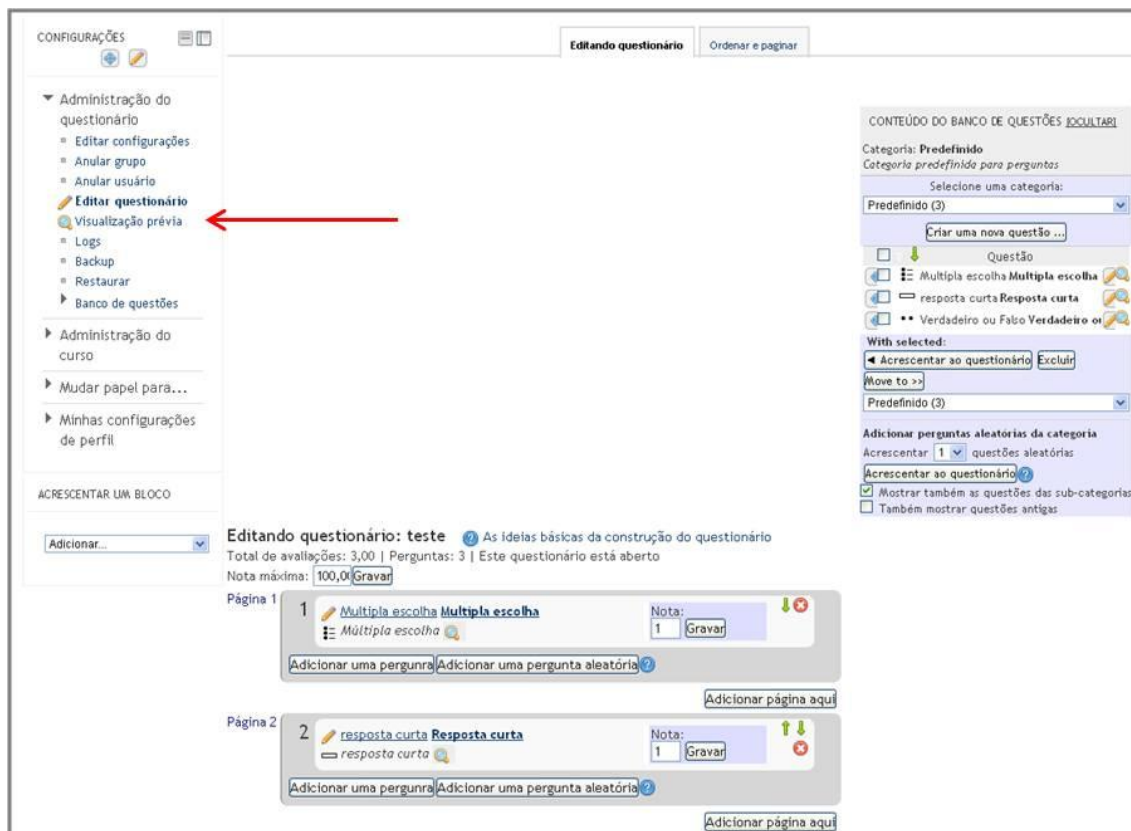 CONFIGURAÇÕES
Administração do
questionário
Editar configurações
Anular grupo
Anular usuário
Editar questionário
Visualização prévia
Logs
Backup
Restaurar
Banco de questões
Administração do
curso
Mudar papel para...
Minhas configurações
de perfil
ACRESCENTAR UM BLOCO
Adicionar...
Editando questionário
Ordenar e paginar
CONTEÚDO DO BANCO DE QUESTÕES [OCULTAR]
Categoria: Predefinido
Categoria predefinida para perguntas
Selecione uma categoria:
Predefinido (3)
Criar uma nova questão ...
Questão
Multipla escolha Multipla escolha
resposta curta Resposta curta
Verdadeiro ou Falso Verdadeiro ou
With selected:
◄ Acrescentar ao questionário Excluir
Move to >>
Predefinido (3)
Adicionar perguntas aleatórias da categoria
Acrescentar 1 questões aleatórias
Acrescentar ao questionário
Mostrar também as questões das sub-categorias
Também mostrar questões antigas
Editando questionário: teste As ideias básicas da construção do questionário
Total de avaliações: 3,00 | Perguntas: 3 | Este questionário está aberto
Nota máxima: 100,00 Gravar
Página 1
1
Multipla escolha Multipla escolha
Múltipla escolha
Nota:
1 Gravar
Adicionar uma pergunra Adicionar uma pergunta aleatória
Adicionar página aqui
Página 2
2
resposta curta Resposta curta
resposta curta
Nota:
1 Gravar
Adicionar uma pergunra Adicionar uma pergunta aleatória
Adicionar página aqui